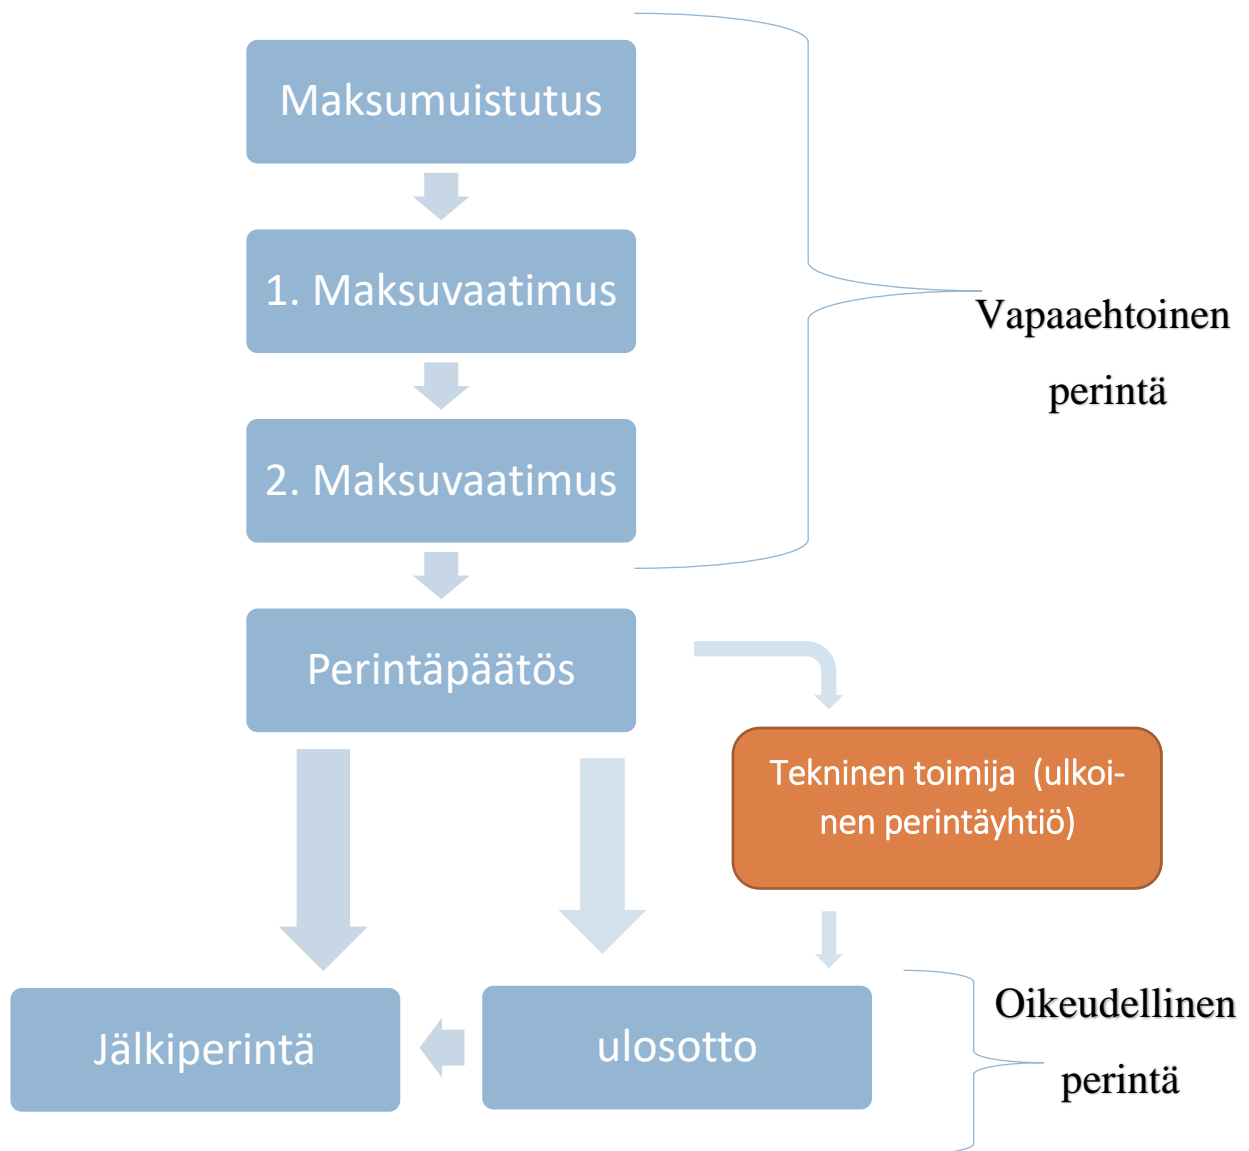 Maksumuistutus
1. Maksuvaatimus
Vapaaehtoinen
perintä
2. Maksuvaatimus
Perintäpäätös
Tekninen toimija (ulkoi-
nen perintäyhtiö)
Jälkiperintä
ulosotto
Oikeudellinen
perintä